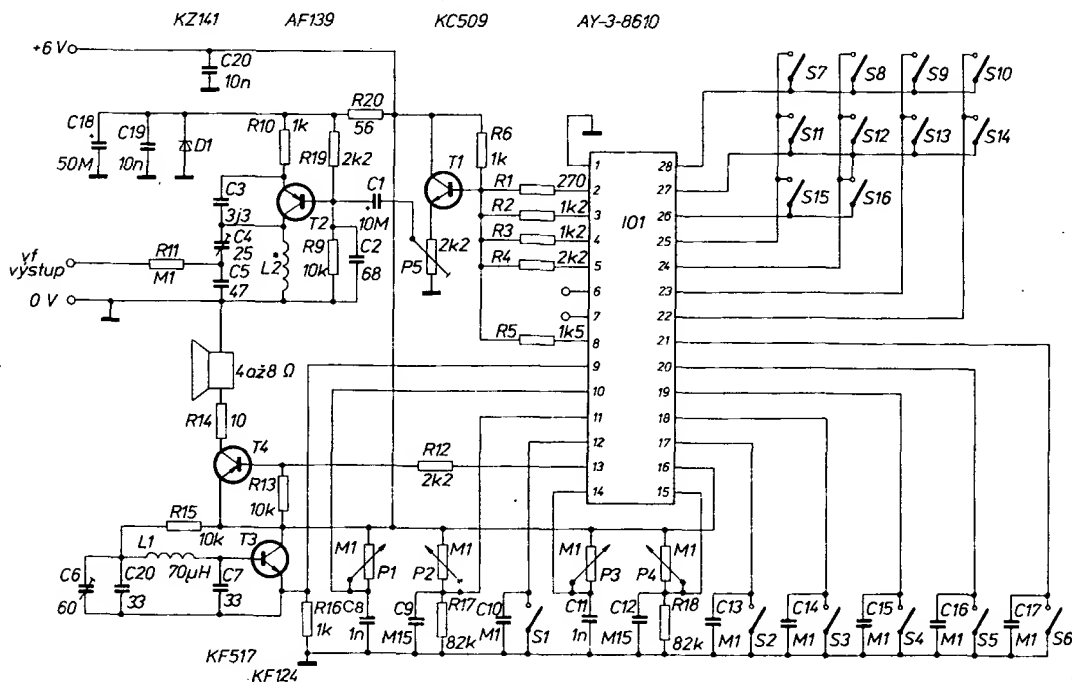 KZ141 AF139 KC509 AY-3-8610
+6 V
C20
10n
C18
50M
C19
10n
D1
R10
1k
R20
56
R19
2k2
C1
10M
T1
R6
1k
R1 270
R2 1k2
R3 1k2
R4 2k2
R5 1k5
P5
2k2
C3
3j3
T2
C4
25
L2
R9
10k
C2
68
vf
výstup
R11
M1
C5
47
0 V
IO1
1
2
3
4
5
6
7
8
9
10
11
12
13
14
28
27
26
25
24
23
22
21
20
19
18
17
16
15
S7 S8 S9 S10
S11 S12 S13 S14
S15 S16
4až8 Ω
R14
10
T4
R13
10k
R12
2k2
R15
10k
T3
L1
70µH
C6
60
C20
33
C7
33
M1
P1
M1
P2
M1
P3
M1
P4
R16
1k
C8
1n
C9
M15
R17
82k
C10
M1
S1
C11
1n
C12
M15
R18
82k
C13
M1
S2
C14
M1
S3
C15
M1
S4
C16
M1
S5
C17
M1
S6
KF517
KF124